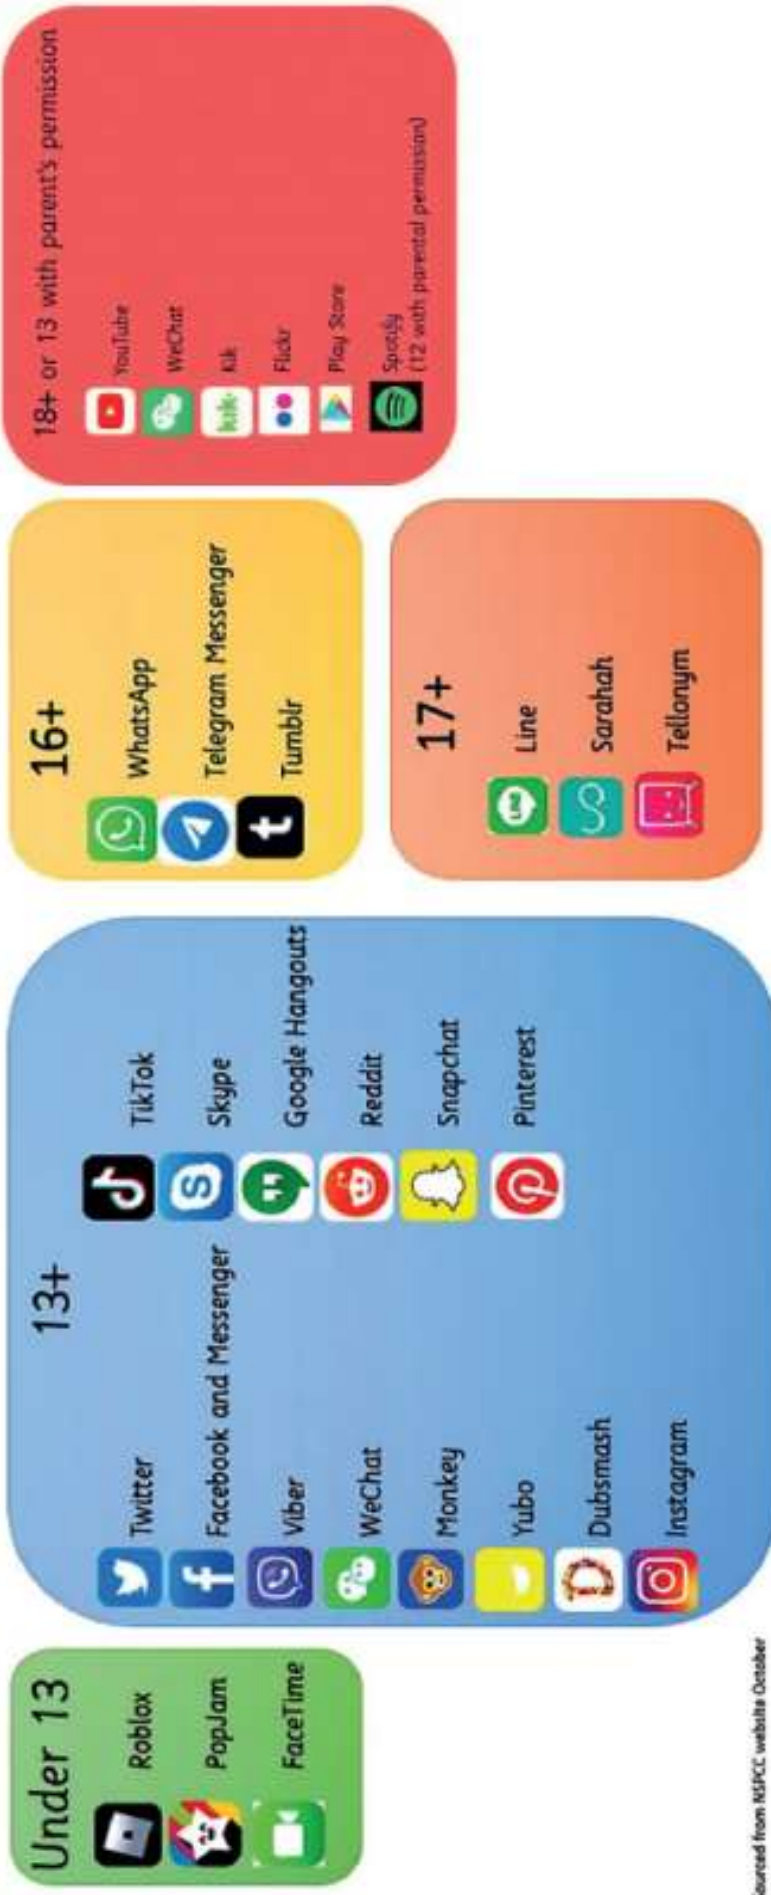 Under 13
Roblox
PopJam
FaceTime
13+
Twitter
Facebook and Messenger
Viber
WeChat
Monkey
Yubo
Dubsmash
Instagram
TikTok
Skype
Google Hangouts
Reddit
Snapchat
Pinterest
16+
WhatsApp
Telegram Messenger
Tumblr
17+
LINE
Line
Sarahah
Tellonym
18+ or 13 with parent's permission
YouTube
WeChat
kik
Kik
Flickr
Play Store
Spotify
(12 with parental permission)
Sourced from NSPCC website October